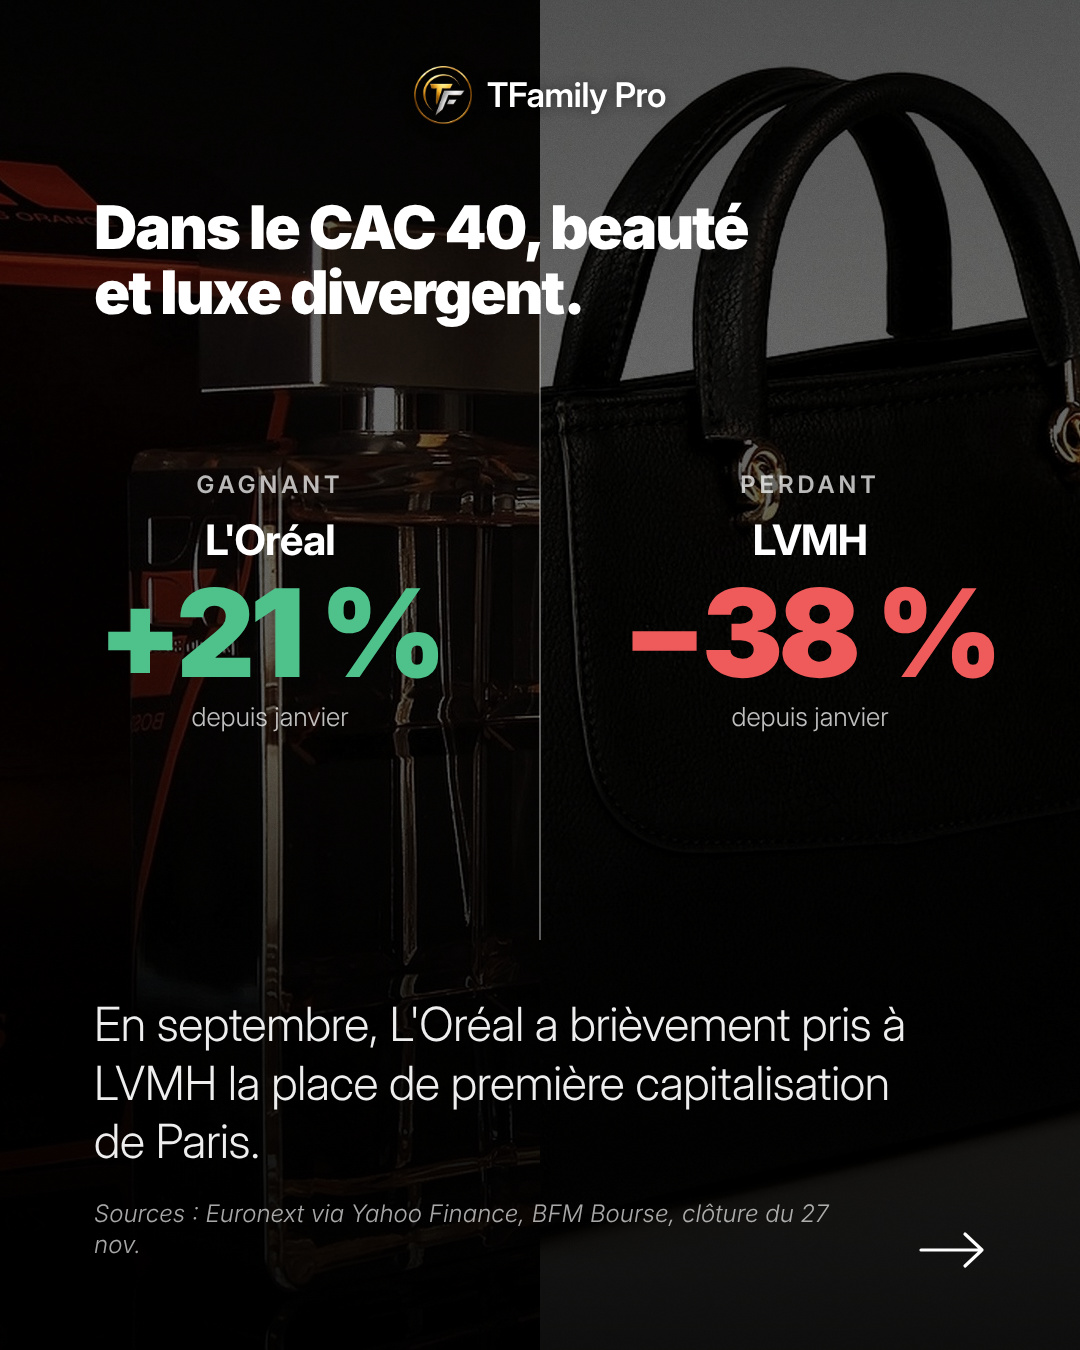 TFamily Pro
Dans le CAC 40, beauté
et luxe divergent.
GAGNANT
L'Oréal
+21 %
depuis janvier
PERDANT
LVMH
−38 %
depuis janvier
En septembre, L'Oréal a brièvement pris à
LVMH la place de première capitalisation
de Paris.
Sources : Euronext via Yahoo Finance, BFM Bourse, clôture du 27
nov.